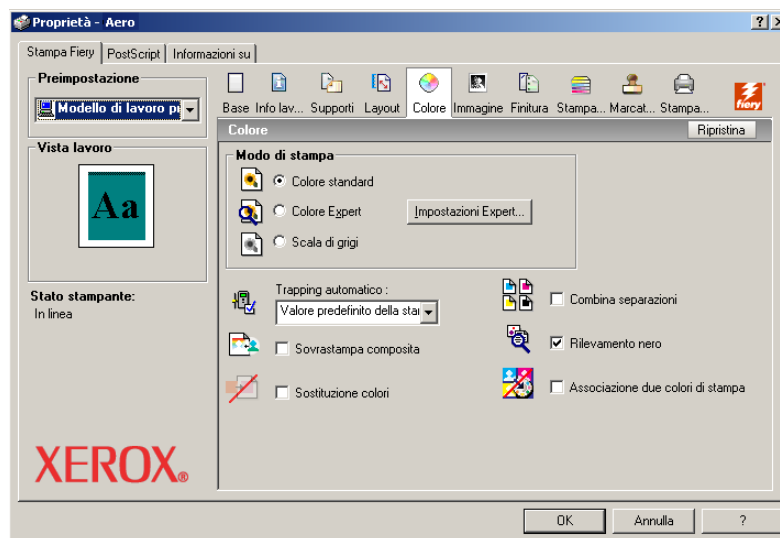 Proprietà - Aero
Stampa Fiery PostScript Informazioni su
Preimpostazione
Modello di lavoro
Base Info lav... Supporti Layout Colore Immagine Finitura Stampa... Marcat... Stampa...
fiery
Colore Ripristina
Vista lavoro
Aa
Modo di stampa
Colore standard
Colore Expert Impostazioni Expert...
Scala di grigi
Stato stampante:
In linea
Trapping automatico :
Valore predefinito della
Combina separazioni
Sovrastampa composita
Rilevamento nero
Sostituzione colori
Associazione due colori di stampa
XEROX®
OK Annulla ?